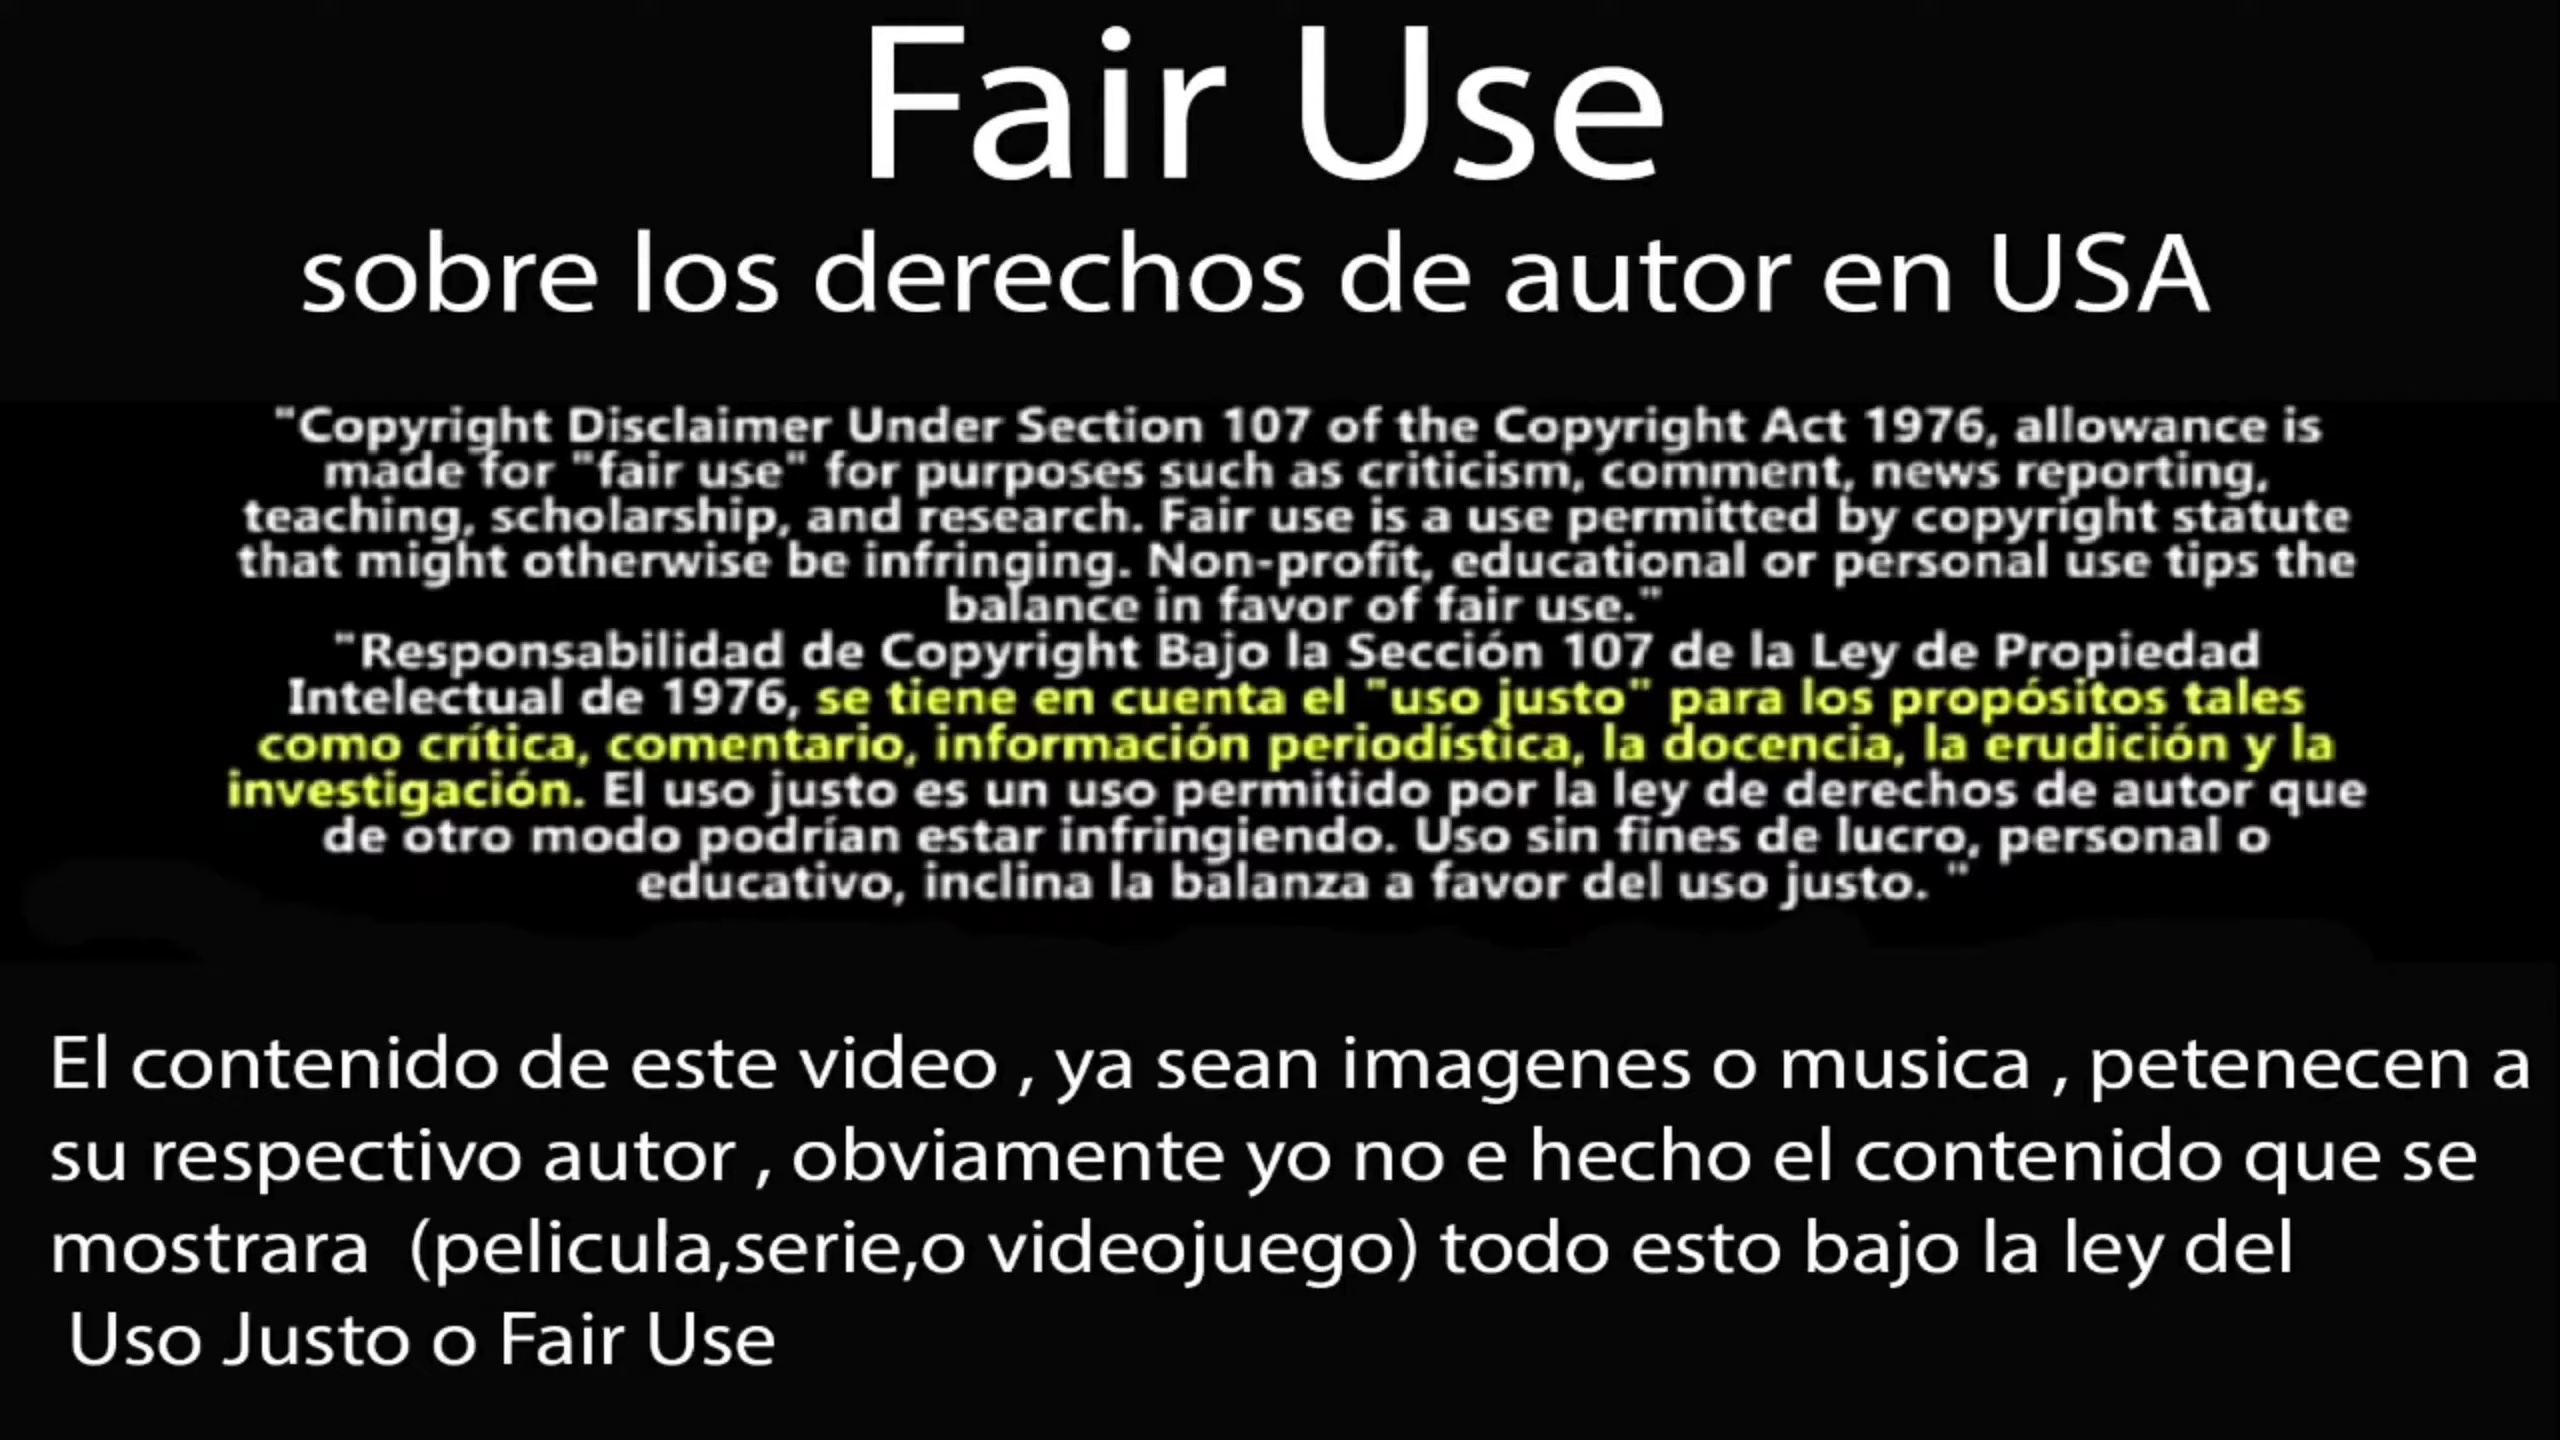 Fair Use
sobre los derechos de autor en USA
"Copyright Disclaimer Under Section 107 of the Copyright Act 1976, allowance is
made for "fair use" for purposes such as criticism, comment, news reporting,
teaching, scholarship, and research. Fair use is a use permitted by copyright statute
that might otherwise be infringing. Non-profit, educational or personal use tips the
balance in favor of fair use."
"Responsabilidad de Copyright Bajo la Sección 107 de la Ley de Propiedad
Intelectual de 1976, se tiene en cuenta el "uso justo" para los propósitos tales
como crítica, comentario, información periodística, la docencia, la erudición y la
investigación. El uso justo es un uso permitido por la ley de derechos de autor que
de otro modo podrían estar infringiendo. Uso sin fines de lucro, personal o
educativo, inclina la balanza a favor del uso justo. "
El contenido de este video , ya sean imagenes o musica , petenecen a
su respectivo autor , obviamente yo no e hecho el contenido que se
mostrara  (pelicula,serie,o videojuego) todo esto bajo la ley del
Uso Justo o Fair Use